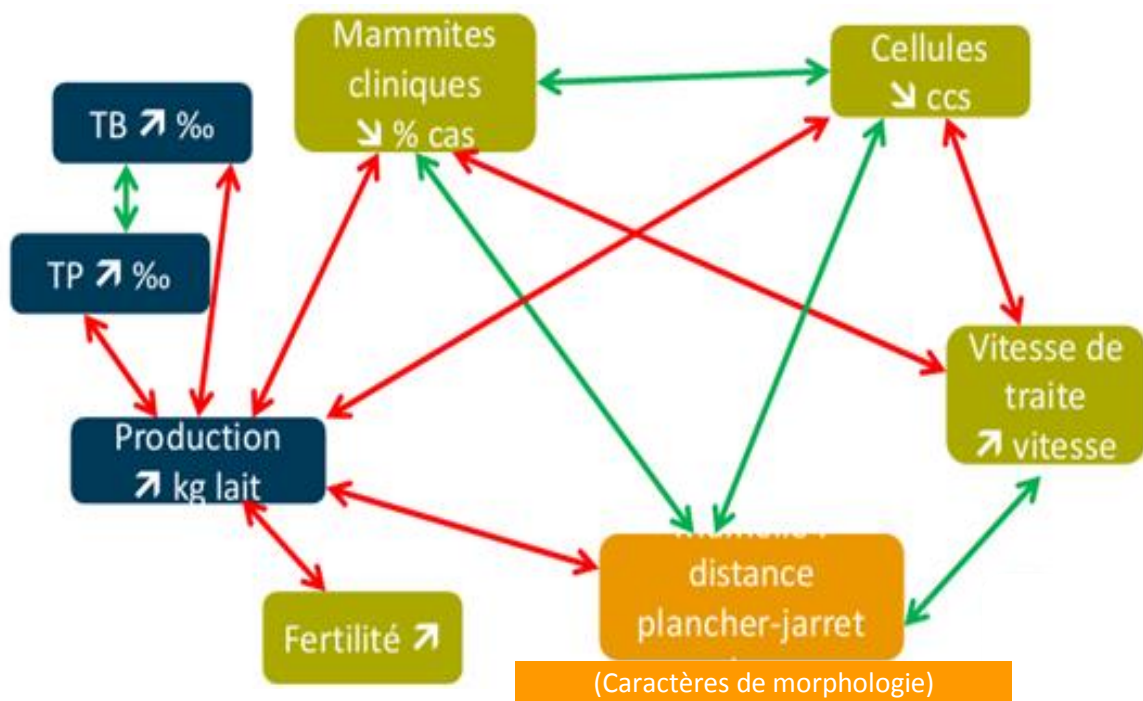 Mammites
cliniques
↘ % cas
Cellules
↘ ccs
TB ↗ ‰
TP ↗ ‰
Vitesse de
traite
↗ vitesse
Production
↗ kg lait
distance
plancher-jarret
Fertilité ↗
(Caractères de morphologie)